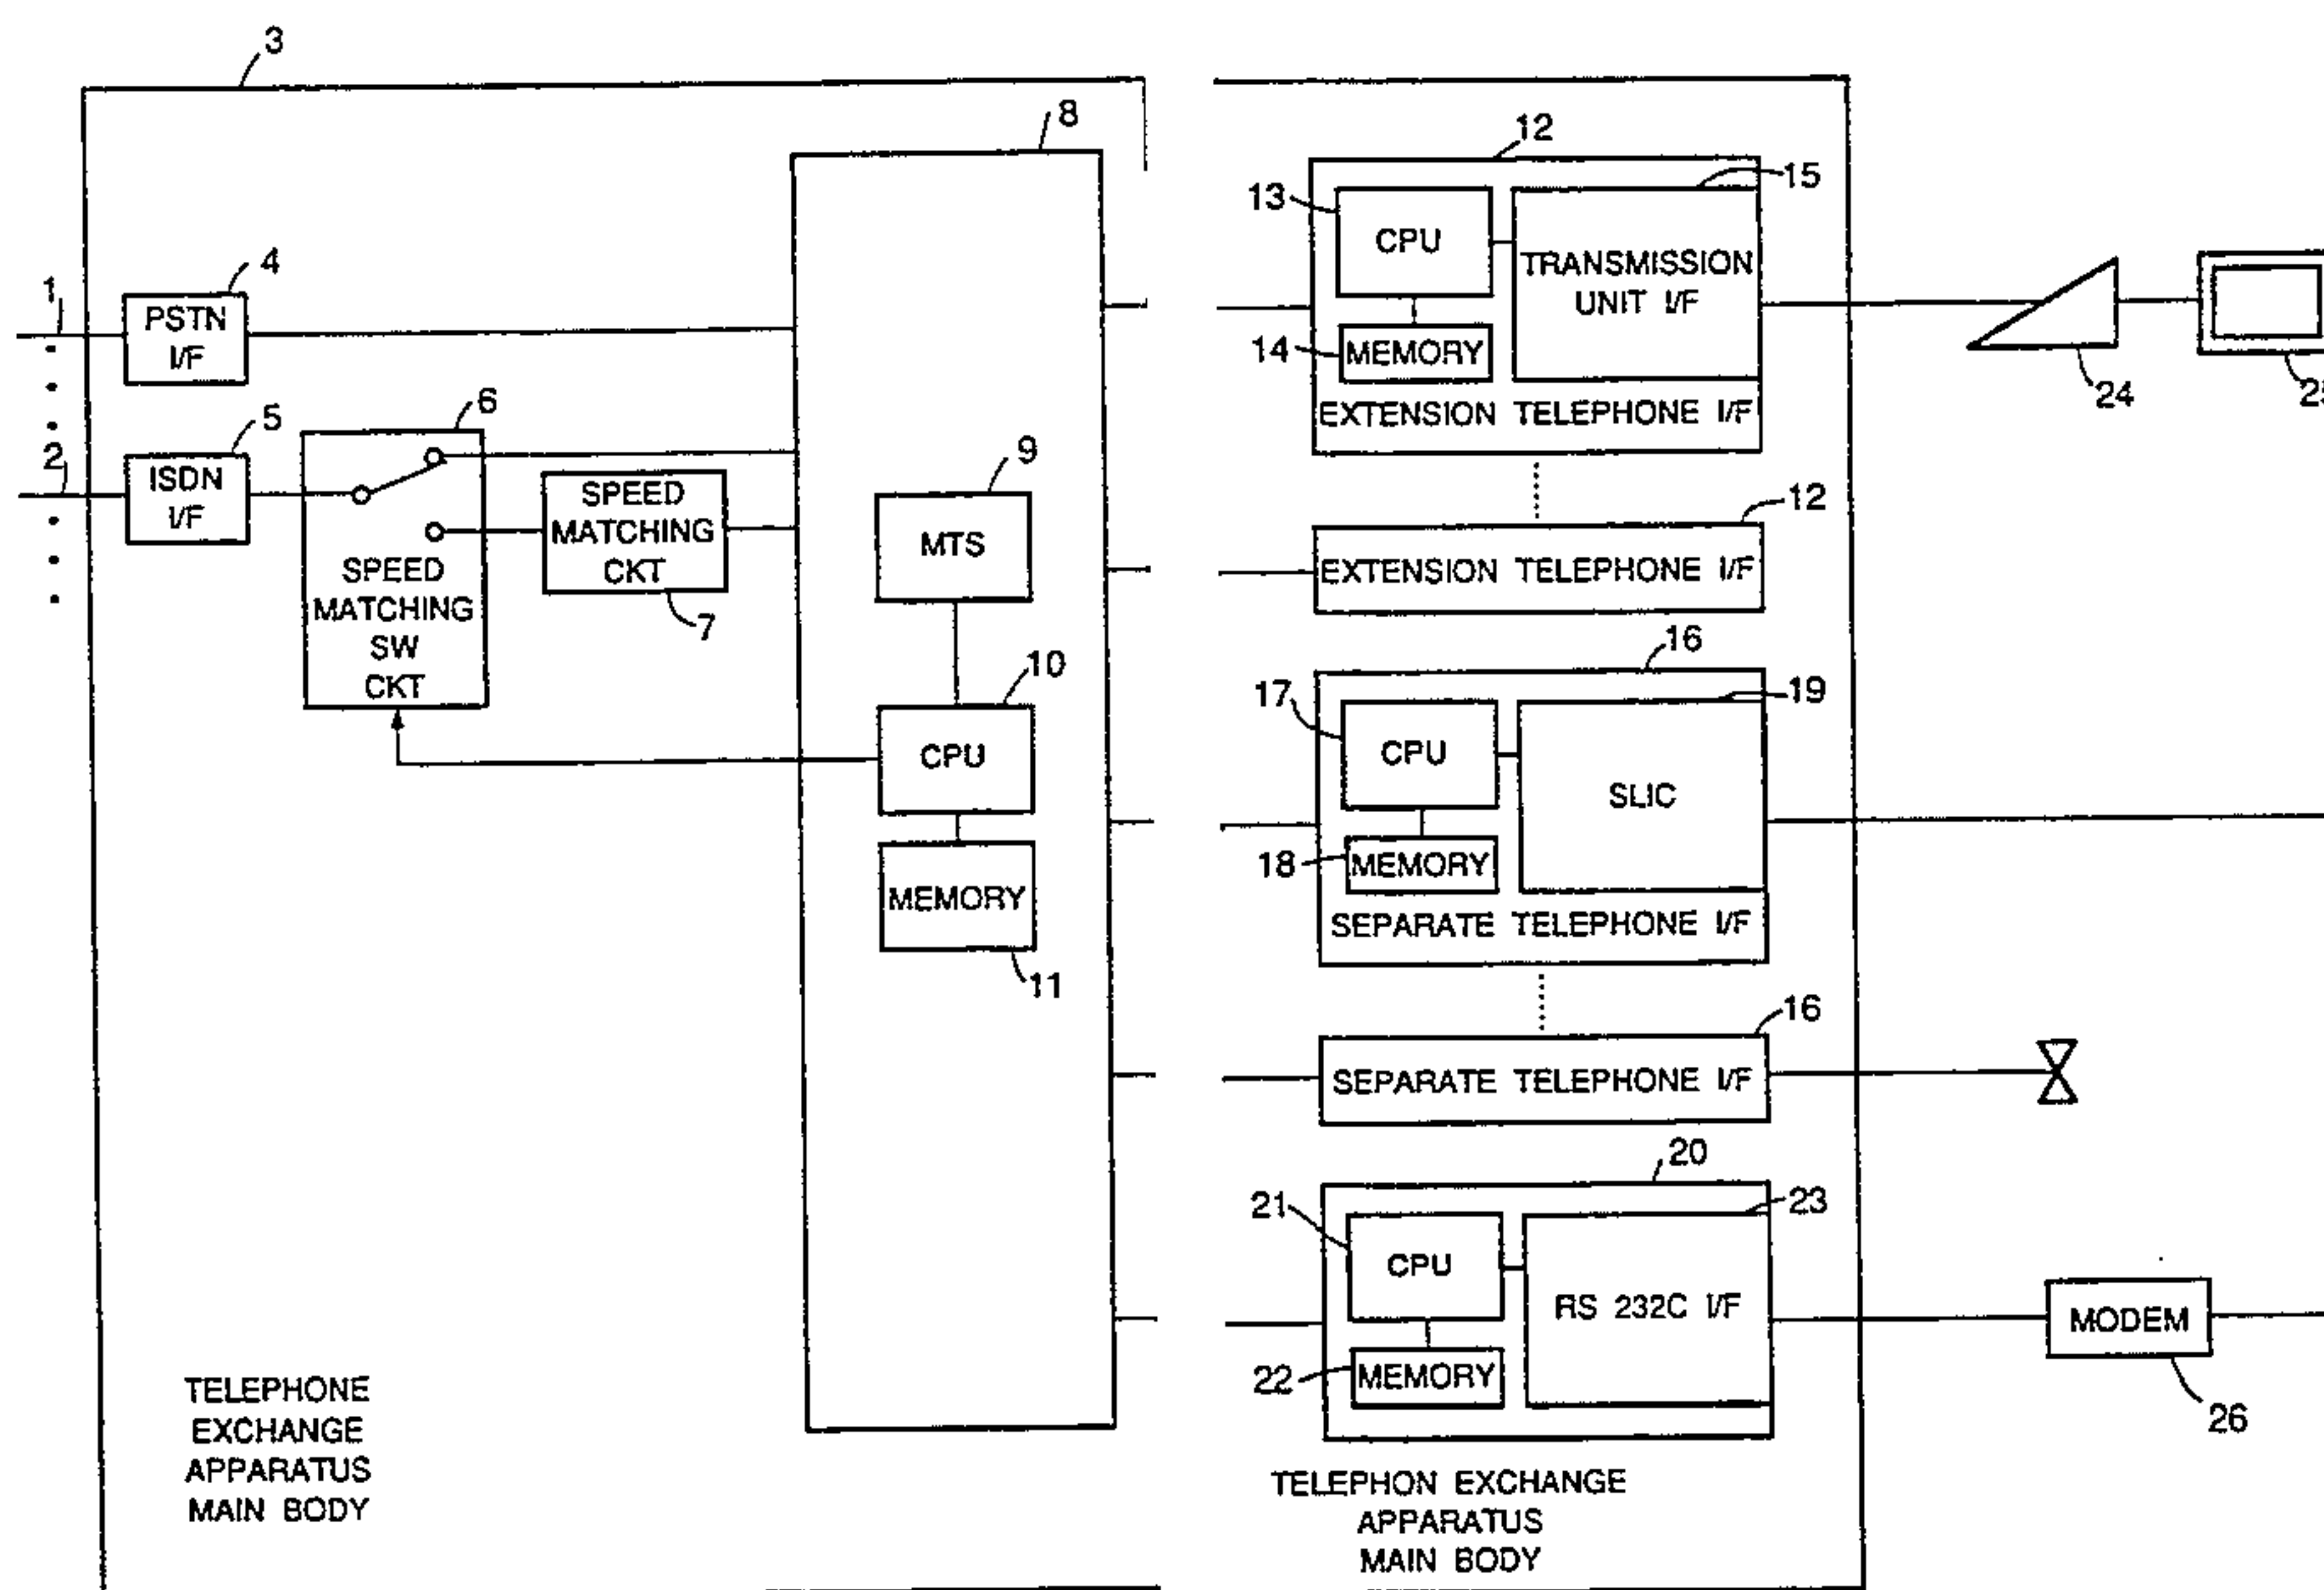 3
8
1
4
PSTN
I/F
2
5
ISDN
I/F
6
SPEED
MATCHING
SW
CKT
SPEED
MATCHING
CKT
7
9
MTS
10
CPU
MEMORY
11
TELEPHONE
EXCHANGE
APPARATUS
MAIN BODY
12
13
CPU
15
TRANSMISSION
UNIT I/F
14
MEMORY
EXTENSION TELEPHONE I/F
24
12
EXTENSION TELEPHONE I/F
16
17
CPU
19
SLIC
18
MEMORY
SEPARATE TELEPHONE I/F
16
SEPARATE TELEPHONE I/F
20
21
CPU
23
RS 232C I/F
22
MEMORY
MODEM
26
TELEPHON EXCHANGE
APPARATUS
MAIN BODY